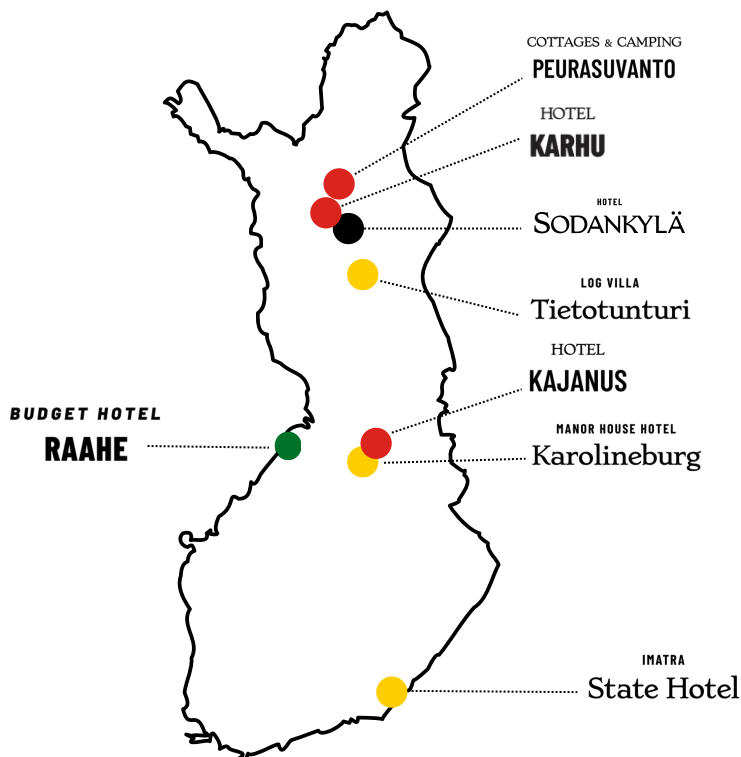 COTTAGES & CAMPING
PEURASUVANTO
HOTEL
KARHU
HOTEL
SODANKYLÄ
LOG VILLA
Tietotunturi
HOTEL
KAJANUS
BUDGET HOTEL
RAAHE
MANOR HOUSE HOTEL
Karolineburg
IMATRA
State Hotel